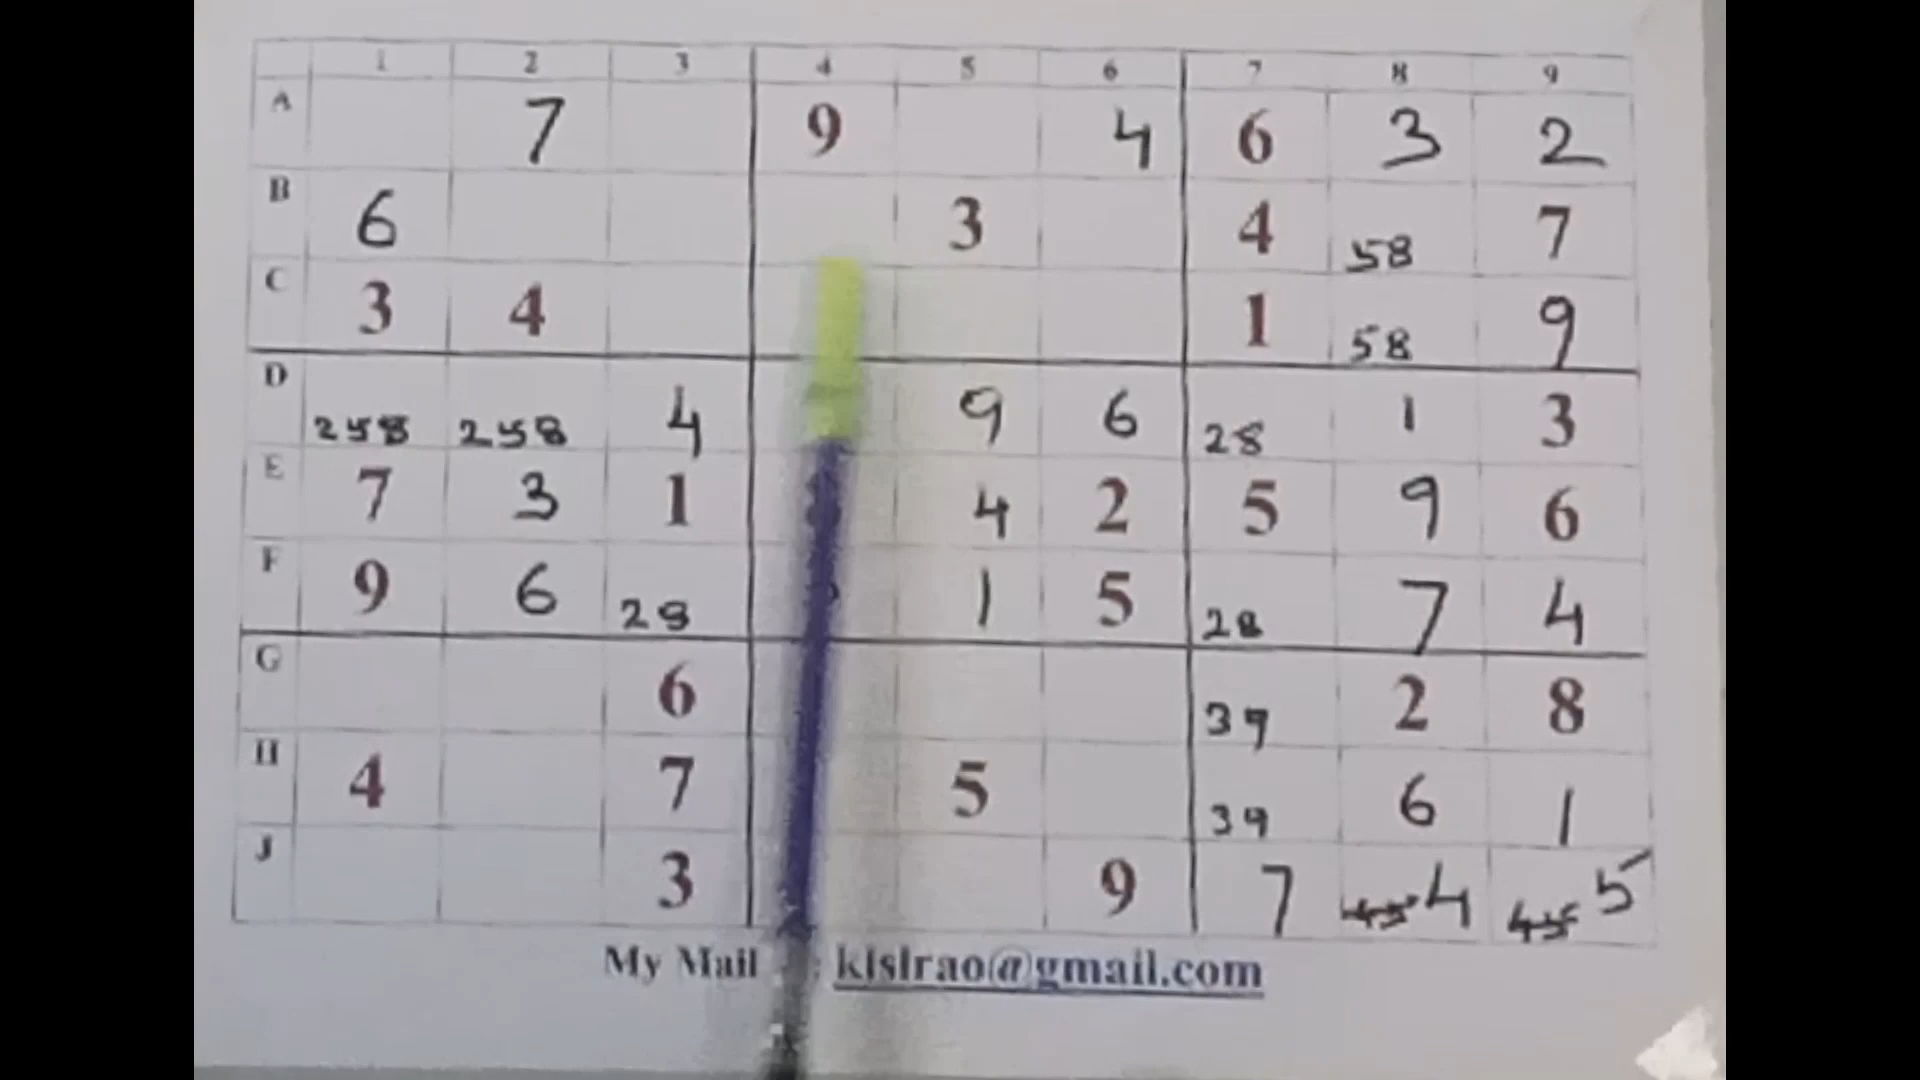 1 2 3 4 5 6 7 8 9
A 7 9 4 6 3 2
B 6 3 4 58 7
C 3 4 1 58 9
D 258 258 4 9 6 28 1 3
E 7 3 1 4 2 5 9 6
F 9 6 28 1 5 28 7 4
G 6 39 2 8
H 4 7 5 39 6 1
J 3 9 7 45 4 45 5
My Mail : kislrao@gmail.com